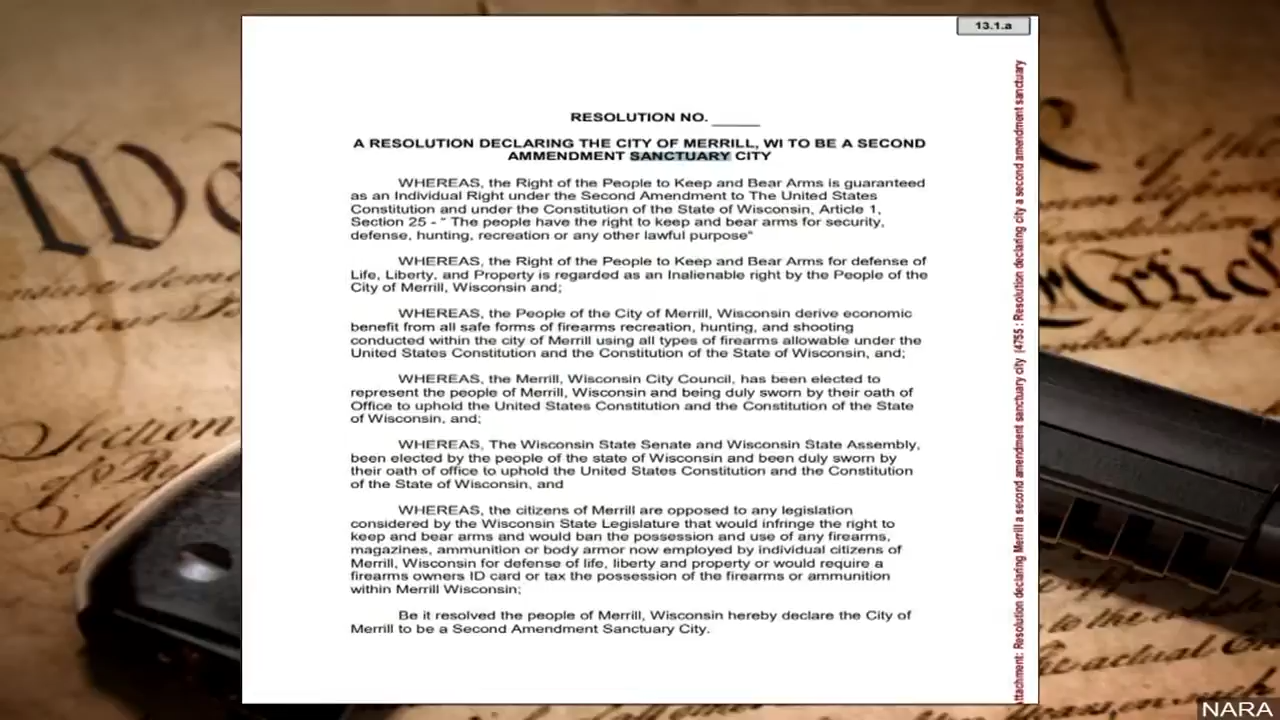 13.1.a
RESOLUTION NO. _____
A RESOLUTION DECLARING THE CITY OF MERRILL, WI TO BE A SECOND
AMMENDMENT SANCTUARY CITY
WHEREAS, the Right of the People to Keep and Bear Arms is guaranteed
as an Individual Right under the Second Amendment to The United States
Constitution and under the Constitution of the State of Wisconsin, Article 1,
Section 25 - “ The people have the right to keep and bear arms for security,
defense, hunting, recreation or any other lawful purpose“
WHEREAS, the Right of the People to Keep and Bear Arms for defense of
Life, Liberty, and Property is regarded as an Inalienable right by the People of the
City of Merrill, Wisconsin and;
WHEREAS, the People of the City of Merrill, Wisconsin derive economic
benefit from all safe forms of firearms recreation, hunting, and shooting
conducted within the city of Merrill using all types of firearms allowable under the
United States Constitution and the Constitution of the State of Wisconsin, and;
WHEREAS, the Merrill, Wisconsin City Council, has been elected to
represent the people of Merrill, Wisconsin and being duly sworn by their oath of
Office to uphold the United States Constitution and the Constitution of the State
of Wisconsin, and;
WHEREAS, The Wisconsin State Senate and Wisconsin State Assembly,
been elected by the people of the state of Wisconsin and been duly sworn by
their oath of office to uphold the United States Constitution and the Constitution
of the State of Wisconsin, and
WHEREAS, the citizens of Merrill are opposed to any legislation
considered by the Wisconsin State Legislature that would infringe the right to
keep and bear arms and would ban the possession and use of any firearms,
magazines, ammunition or body armor now employed by individual citizens of
Merrill, Wisconsin for defense of life, liberty and property or would require a
firearms owners ID card or tax the possession of the firearms or ammunition
within Merrill Wisconsin;
Be it resolved the people of Merrill, Wisconsin hereby declare the City of
Merrill to be a Second Amendment Sanctuary City.
ttachment: Resolution declaring Merrill a second amendment sanctuary city (4755 : Resolution declaring city a second amendment sanctuary
We
Section
Article
NARA